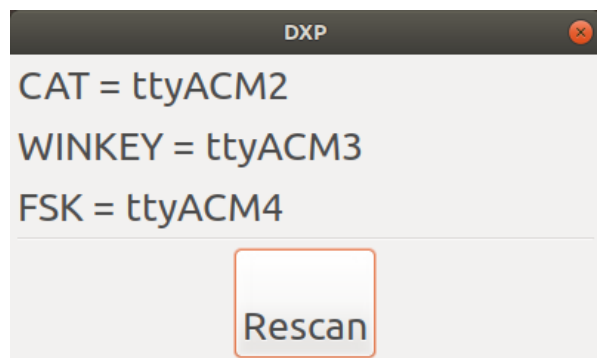 DXP
CAT = ttyACM2
WINKEY = ttyACM3
FSK = ttyACM4
Rescan